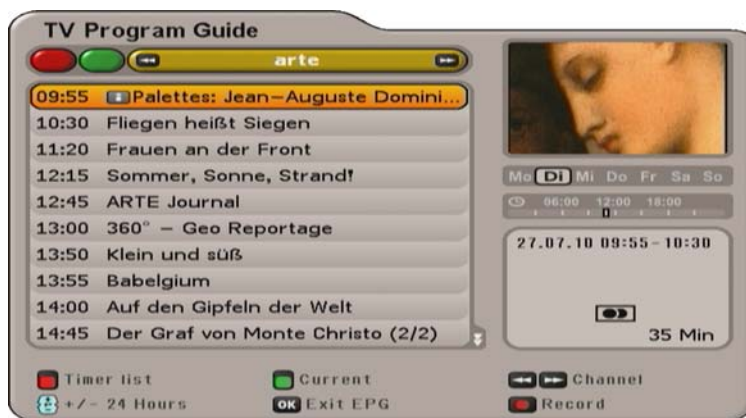 TV Program Guide
arte
09:55 Palettes: Jean-Auguste Domini...
10:30 Fliegen heißt Siegen
11:20 Frauen an der Front
12:15 Sommer, Sonne, Strand!
12:45 ARTE Journal
13:00 360° - Geo Reportage
13:50 Klein und süß
13:55 Babelgium
14:00 Auf den Gipfeln der Welt
14:45 Der Graf von Monte Christo (2/2)
Mo Di Mi Do Fr Sa So
06:00 12:00 18:00
27.07.10 09:55-10:30
35 Min
Timer list Current Channel
+/- 24 Hours OK Exit EPG Record